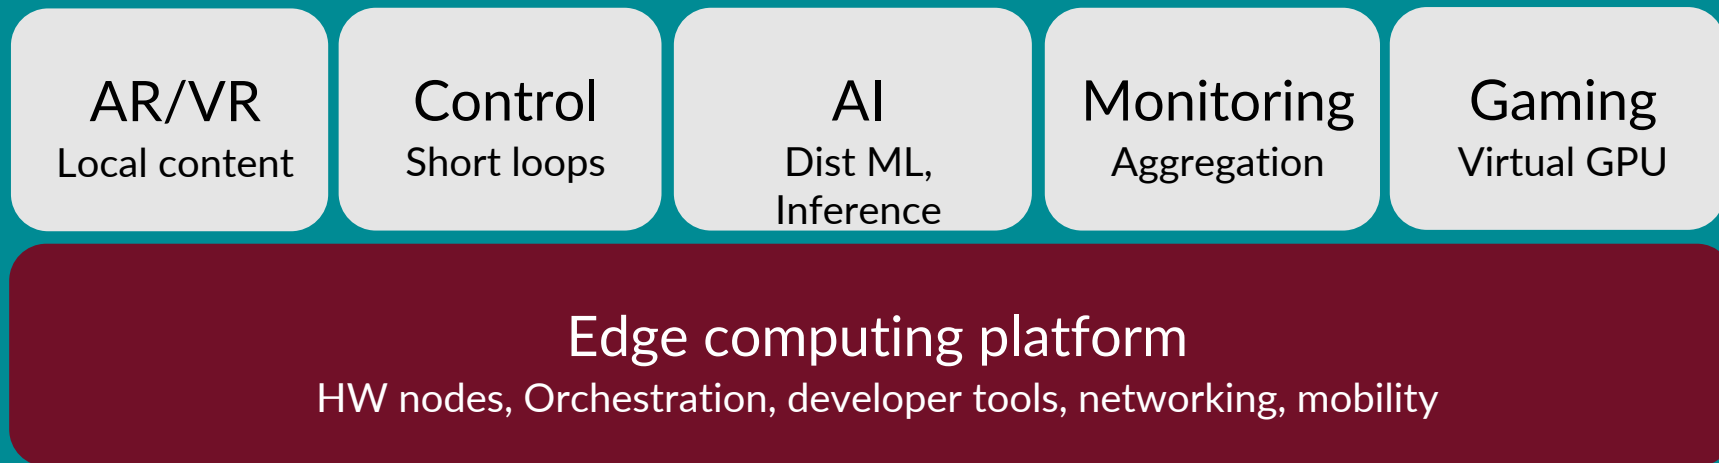 AR/VR
Local content
Control
Short loops
AI
Dist ML,
Inference
Monitoring
Aggregation
Gaming
Virtual GPU
Edge computing platform
HW nodes, Orchestration, developer tools, networking, mobility